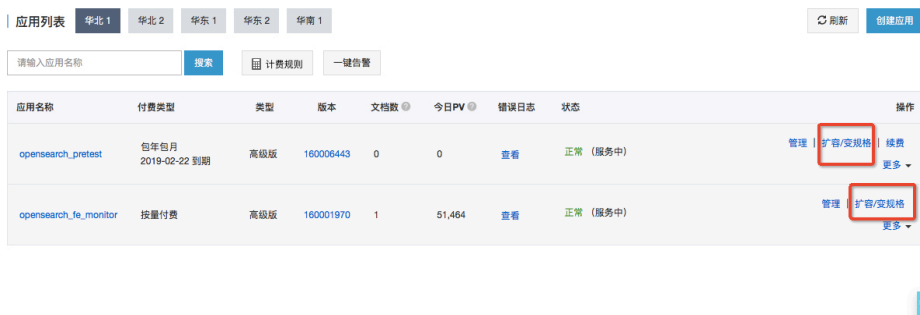 应用列表 华北 1 华北 2 华东 1 华东 2 华南 1 刷新 创建应用
请输入应用名称 搜索 计费规则 一键告警
应用名称 付费类型 类型 版本 文档数 今日PV 错误日志 状态 操作
opensearch_pretest 包年包月 2019-02-22 到期 高级版 160006443 0 0 查看 正常 (服务中) 管理 | 扩容/变规格 | 续费
更多
opensearch_fe_monitor 按量付费 高级版 160001970 1 51,464 查看 正常 (服务中) 管理 | 扩容/变规格
更多